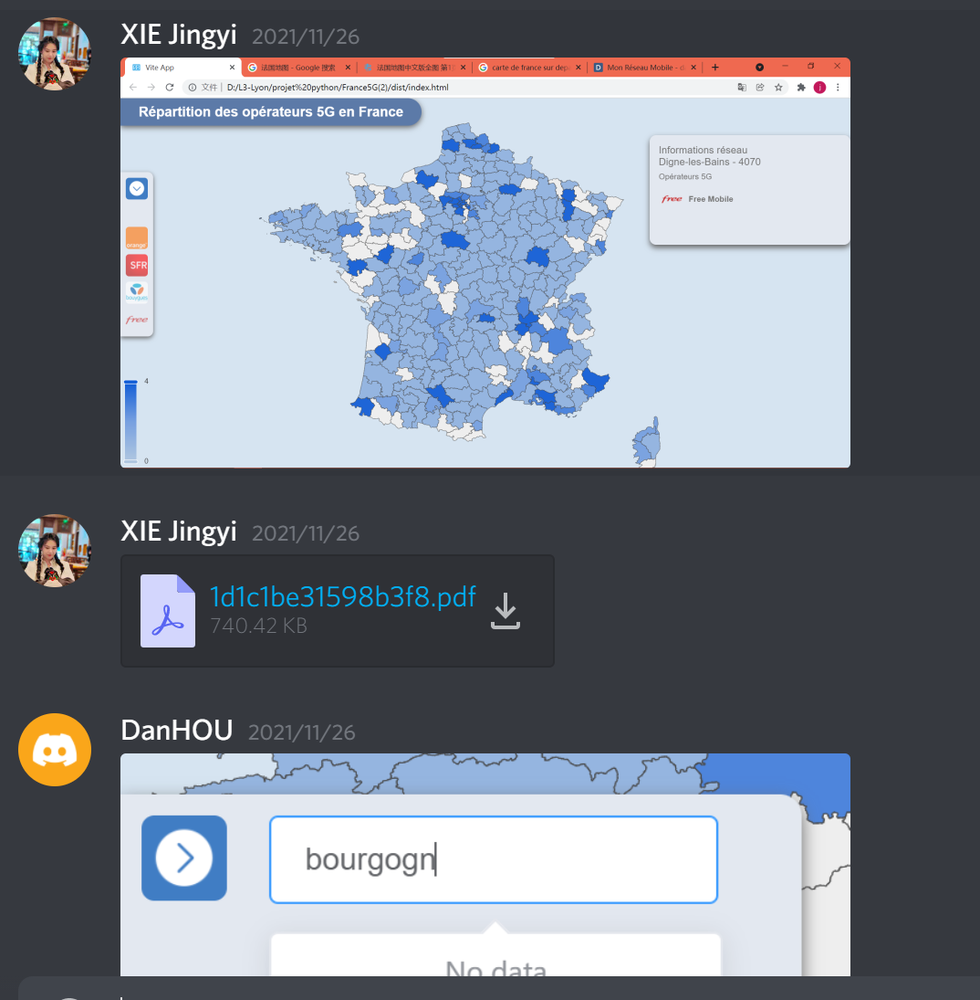 XIE Jingyi 2021/11/26
Vite App
法国地图 - Google 搜索
法国地图中文版全图 第1
carte de france sur dep
Mon Réseau Mobile -
文件 D:/L3-Lyon/projet%20python/France5G(2)/dist/index.html
Répartition des opérateurs 5G en France
Informations réseau
Digne-les-Bains - 4070
Opérateurs 5G
free Free Mobile
orange
SFR
bouygues
free
4
0
XIE Jingyi 2021/11/26
1d1c1be31598b3f8.pdf
740.42 KB
DanHOU 2021/11/26
bourgogn
No data